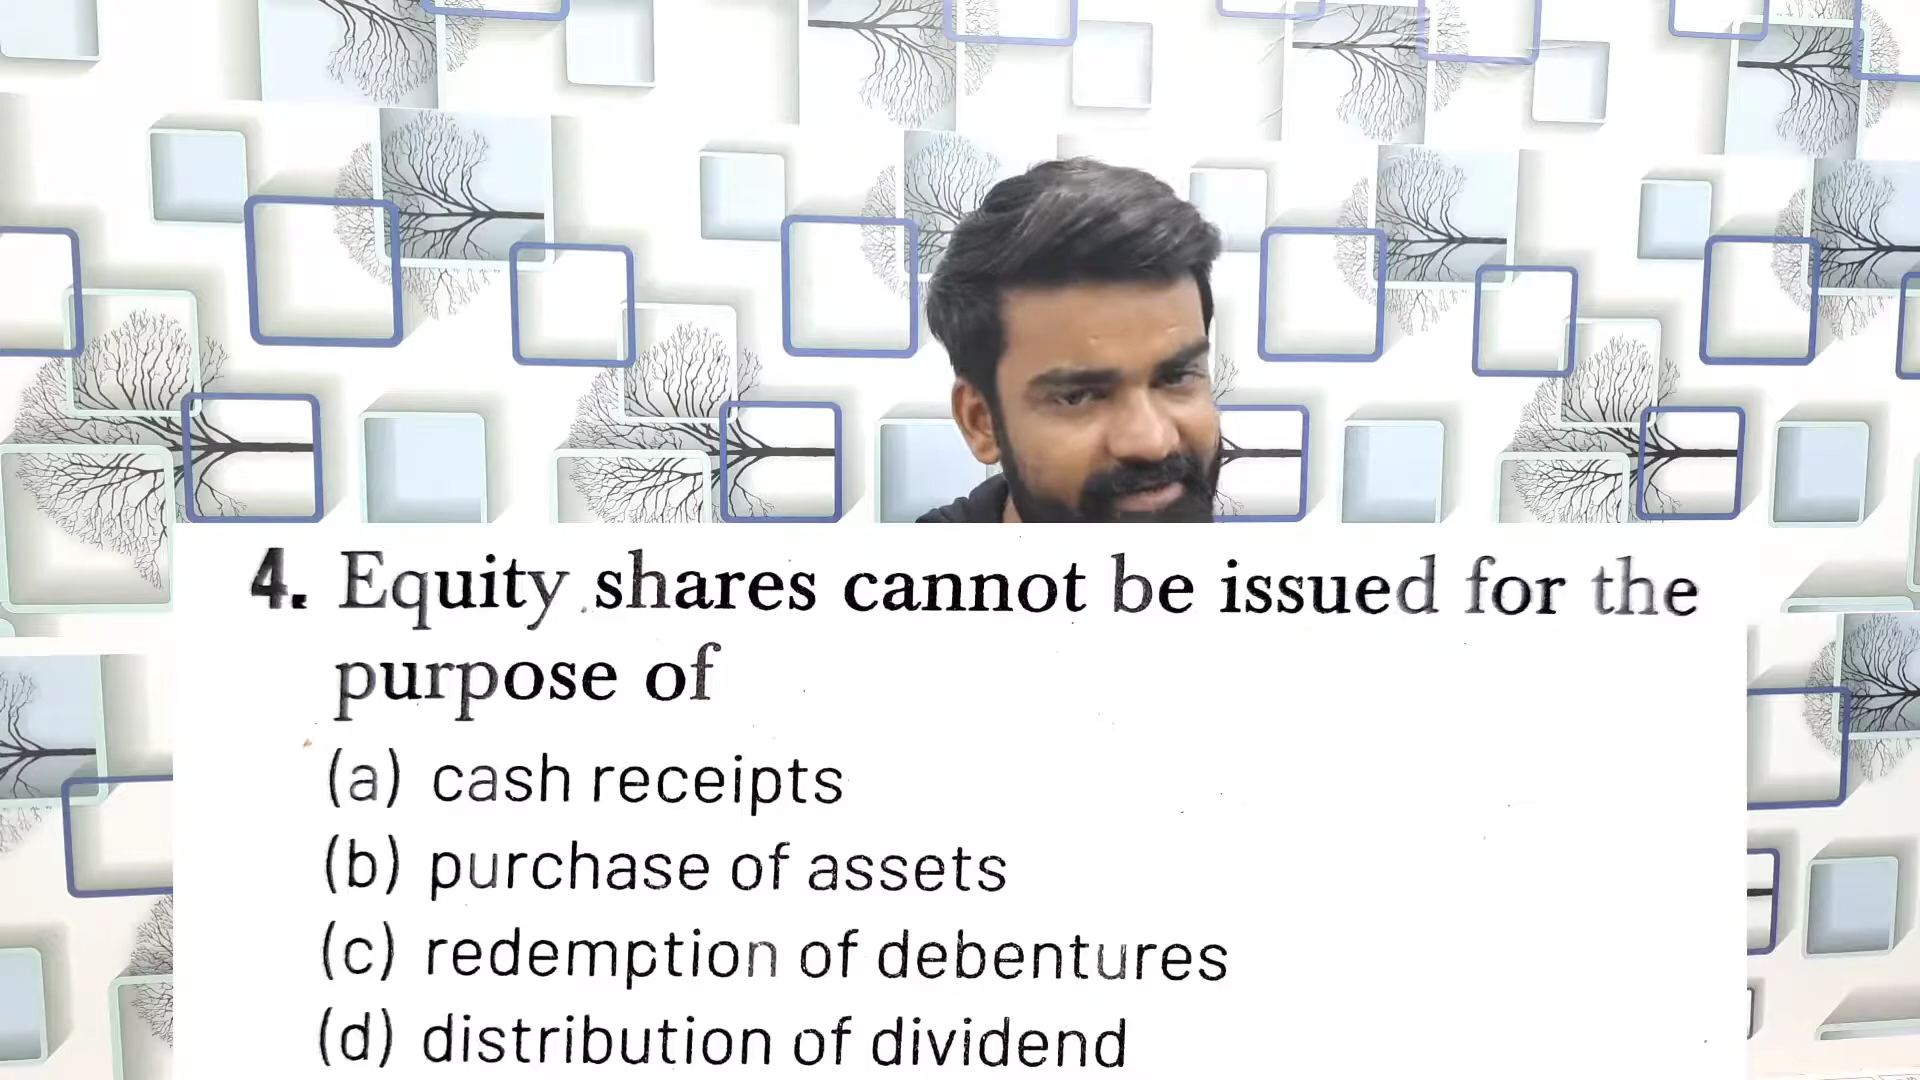 4. Equity shares cannot be issued for the
purpose of
(a) cash receipts
(b) purchase of assets
(c) redemption of debentures
(d) distribution of dividend